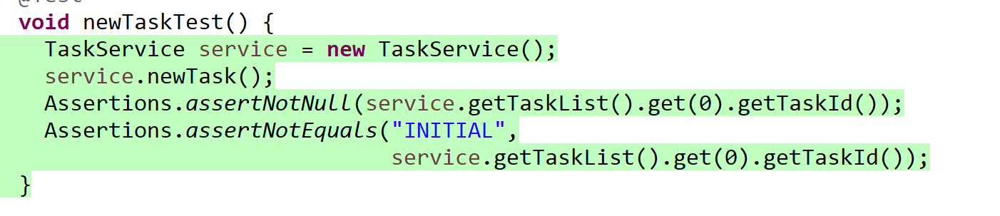 @Test
void newTaskTest() {
TaskService service = new TaskService();
service.newTask();
Assertions.assertNotNull(service.getTaskList().get(0).getTaskId());
Assertions.assertNotEquals("INITIAL",
service.getTaskList().get(0).getTaskId());
}